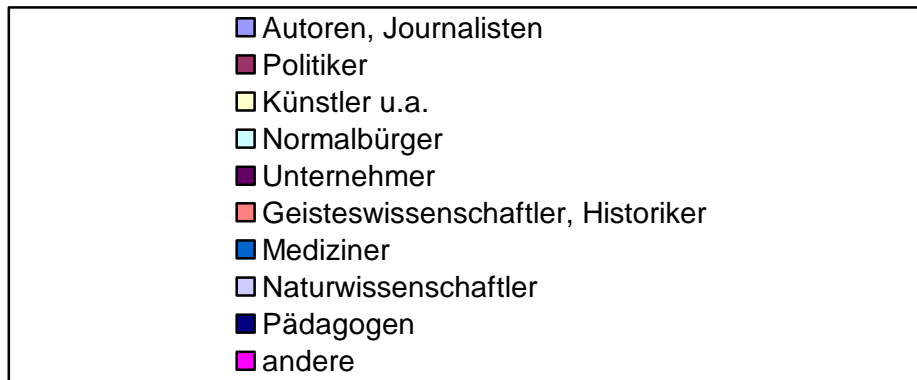 Autoren, Journalisten
Politiker
Künstler u.a.
Normalbürger
Unternehmer
Geisteswissenschaftler, Historiker
Mediziner
Naturwissenschaftler
Pädagogen
andere